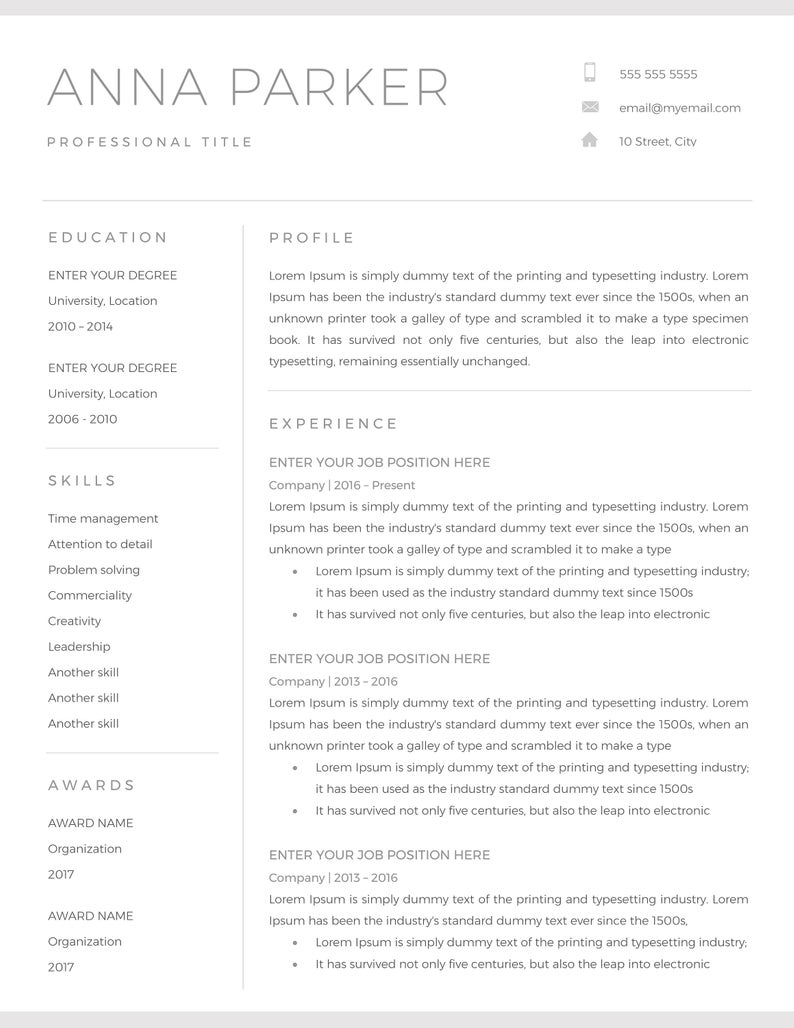 ANNA PARKER
PROFESSIONAL TITLE
555 555 5555
email@myemail.com
10 Street, City
EDUCATION
ENTER YOUR DEGREE
University, Location
2010 – 2014
ENTER YOUR DEGREE
University, Location
2006 - 2010
SKILLS
Time management
Attention to detail
Problem solving
Commerciality
Creativity
Leadership
Another skill
Another skill
Another skill
AWARDS
AWARD NAME
Organization
2017
AWARD NAME
Organization
2017
PROFILE
Lorem Ipsum is simply dummy text of the printing and typesetting industry. Lorem
Ipsum has been the industry's standard dummy text ever since the 1500s, when an
unknown printer took a galley of type and scrambled it to make a type specimen
book. It has survived not only five centuries, but also the leap into electronic
typesetting, remaining essentially unchanged.
EXPERIENCE
ENTER YOUR JOB POSITION HERE
Company | 2016 – Present
Lorem Ipsum is simply dummy text of the printing and typesetting industry. Lorem
Ipsum has been the industry's standard dummy text ever since the 1500s, when an
unknown printer took a galley of type and scrambled it to make a type
• Lorem Ipsum is simply dummy text of the printing and typesetting industry;
it has been used as the industry standard dummy text since 1500s
• It has survived not only five centuries, but also the leap into electronic
ENTER YOUR JOB POSITION HERE
Company | 2013 – 2016
Lorem Ipsum is simply dummy text of the printing and typesetting industry. Lorem
Ipsum has been the industry's standard dummy text ever since the 1500s, when an
unknown printer took a galley of type and scrambled it to make a type
• Lorem Ipsum is simply dummy text of the printing and typesetting industry;
it has been used as the industry standard dummy text since 1500s
• It has survived not only five centuries, but also the leap into electronic
ENTER YOUR JOB POSITION HERE
Company | 2013 – 2016
Lorem Ipsum is simply dummy text of the printing and typesetting industry. Lorem
Ipsum has been the industry's standard dummy text ever since the 1500s,
• Lorem Ipsum is simply dummy text of the printing and typesetting industry;
• It has survived not only five centuries, but also the leap into electronic